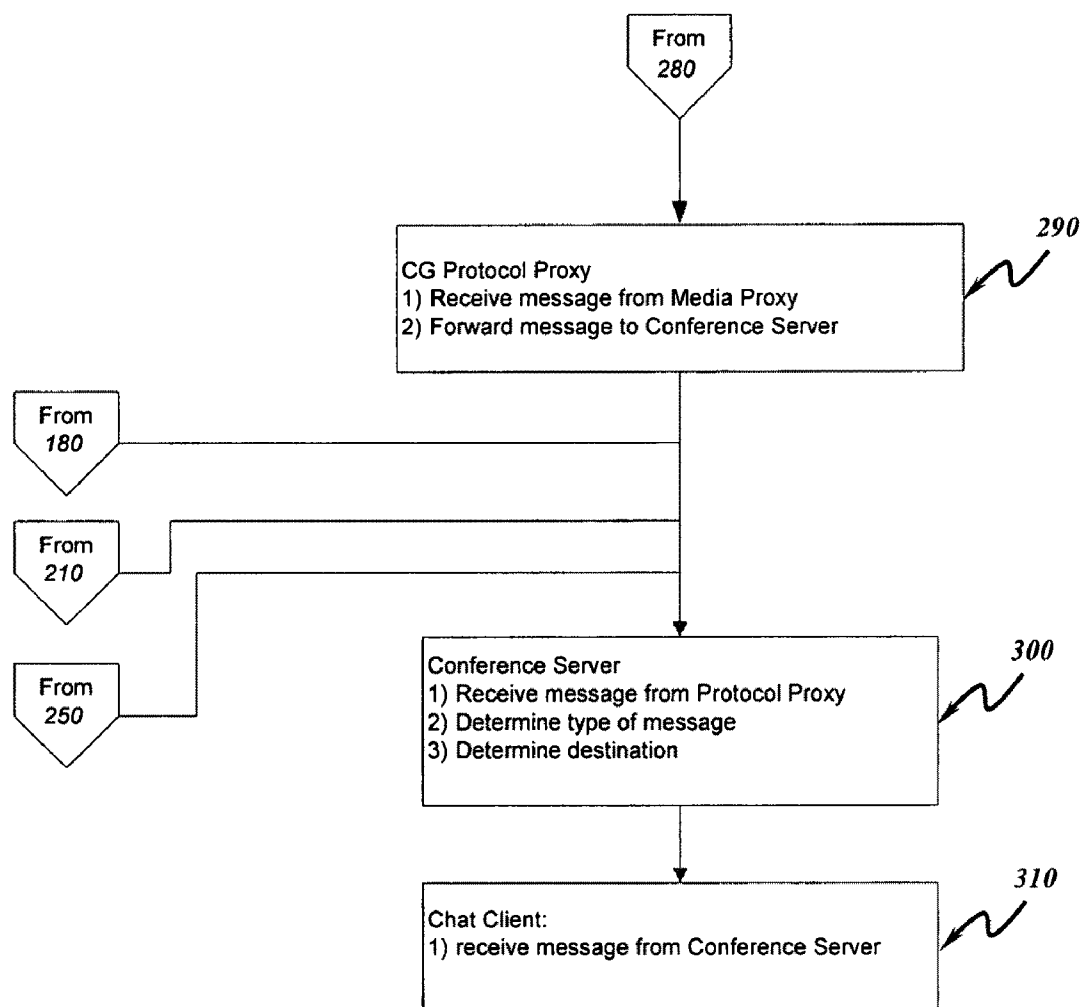 From
280
290
CG Protocol Proxy
1) Receive message from Media Proxy
2) Forward message to Conference Server
From
180
From
210
From
250
300
Conference Server
1) Receive message from Protocol Proxy
2) Determine type of message
3) Determine destination
310
Chat Client:
1) receive message from Conference Server